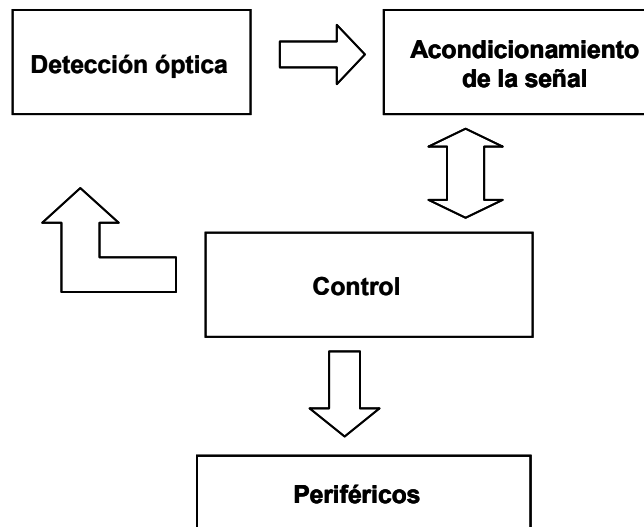 Detección óptica
Acondicionamiento
de la señal
Control
Periféricos